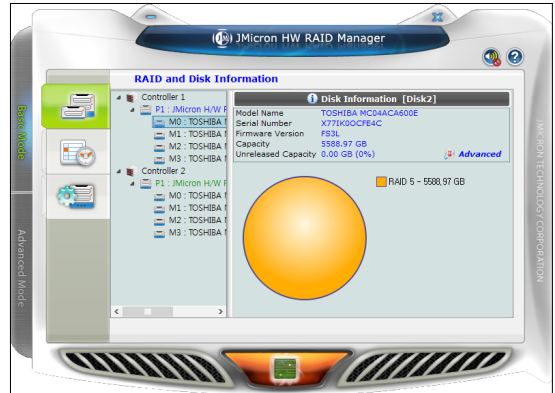 JMicron HW RAID Manager
RAID and Disk Information
Basic Mode
Advanced Mode
Controller 1
P1 : JMicron H/W R
M0 : TOSHIBA M
M1 : TOSHIBA M
M2 : TOSHIBA M
M3 : TOSHIBA M
Controller 2
P1 : JMicron H/W R
M0 : TOSHIBA M
M1 : TOSHIBA M
M2 : TOSHIBA M
M3 : TOSHIBA M
Disk Information [Disk2]
Model Name TOSHIBA MC04ACA600E
Serial Number X77IK0OCFE4C
Firmware Version FS3L
Capacity 5588.97 GB
Unreleased Capacity 0.00 GB (0%)
Advanced
RAID 5 - 5588,97 GB
JMICRON TECHNOLOGY CORPORATION